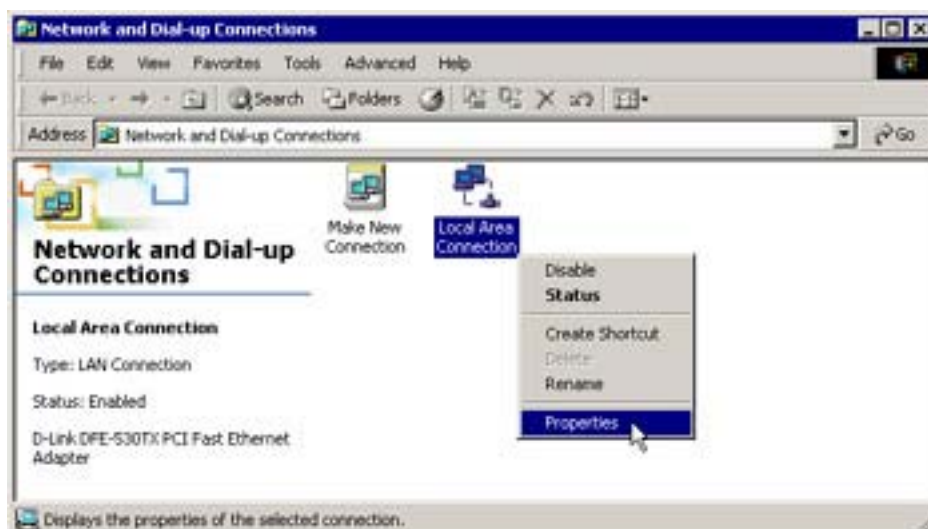 Network and Dial-up Connections
File Edit View Favorites Tools Advanced Help
Back Search Folders
Address Network and Dial-up Connections Go
Make New Connection
Local Area Connection
Network and Dial-up
Connections
Local Area Connection
Type: LAN Connection
Status: Enabled
D-Link DFE-530TX PCI Fast Ethernet
Adapter
Disable
Status
Create Shortcut
Delete
Rename
Properties
Displays the properties of the selected connection.